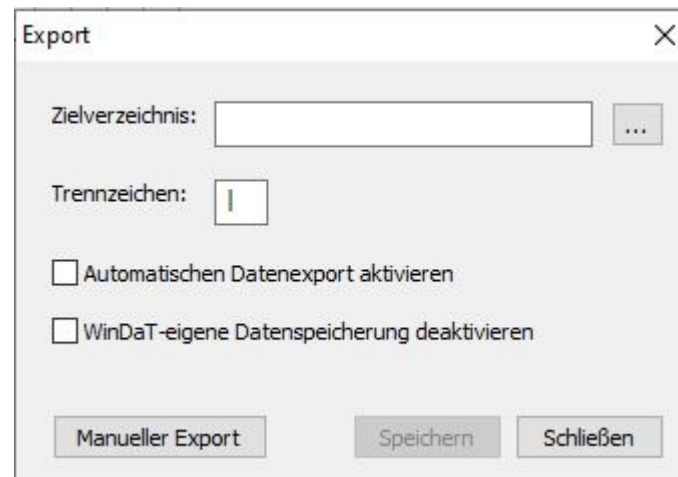 Export
Zielverzeichnis:
...
Trennzeichen:
|
Automatischen Datenexport aktivieren
WinDaT-eigene Datenspeicherung deaktivieren
Manueller Export Speichern Schließen